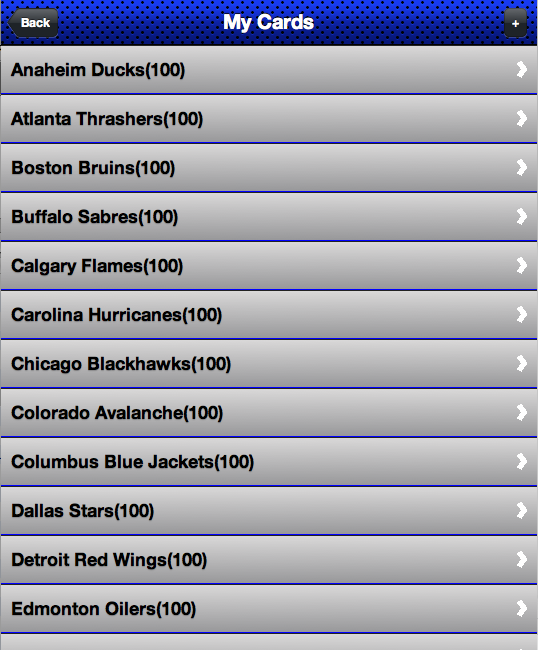 Back
My Cards
+
Anaheim Ducks(100)
Atlanta Thrashers(100)
Boston Bruins(100)
Buffalo Sabres(100)
Calgary Flames(100)
Carolina Hurricanes(100)
Chicago Blackhawks(100)
Colorado Avalanche(100)
Columbus Blue Jackets(100)
Dallas Stars(100)
Detroit Red Wings(100)
Edmonton Oilers(100)